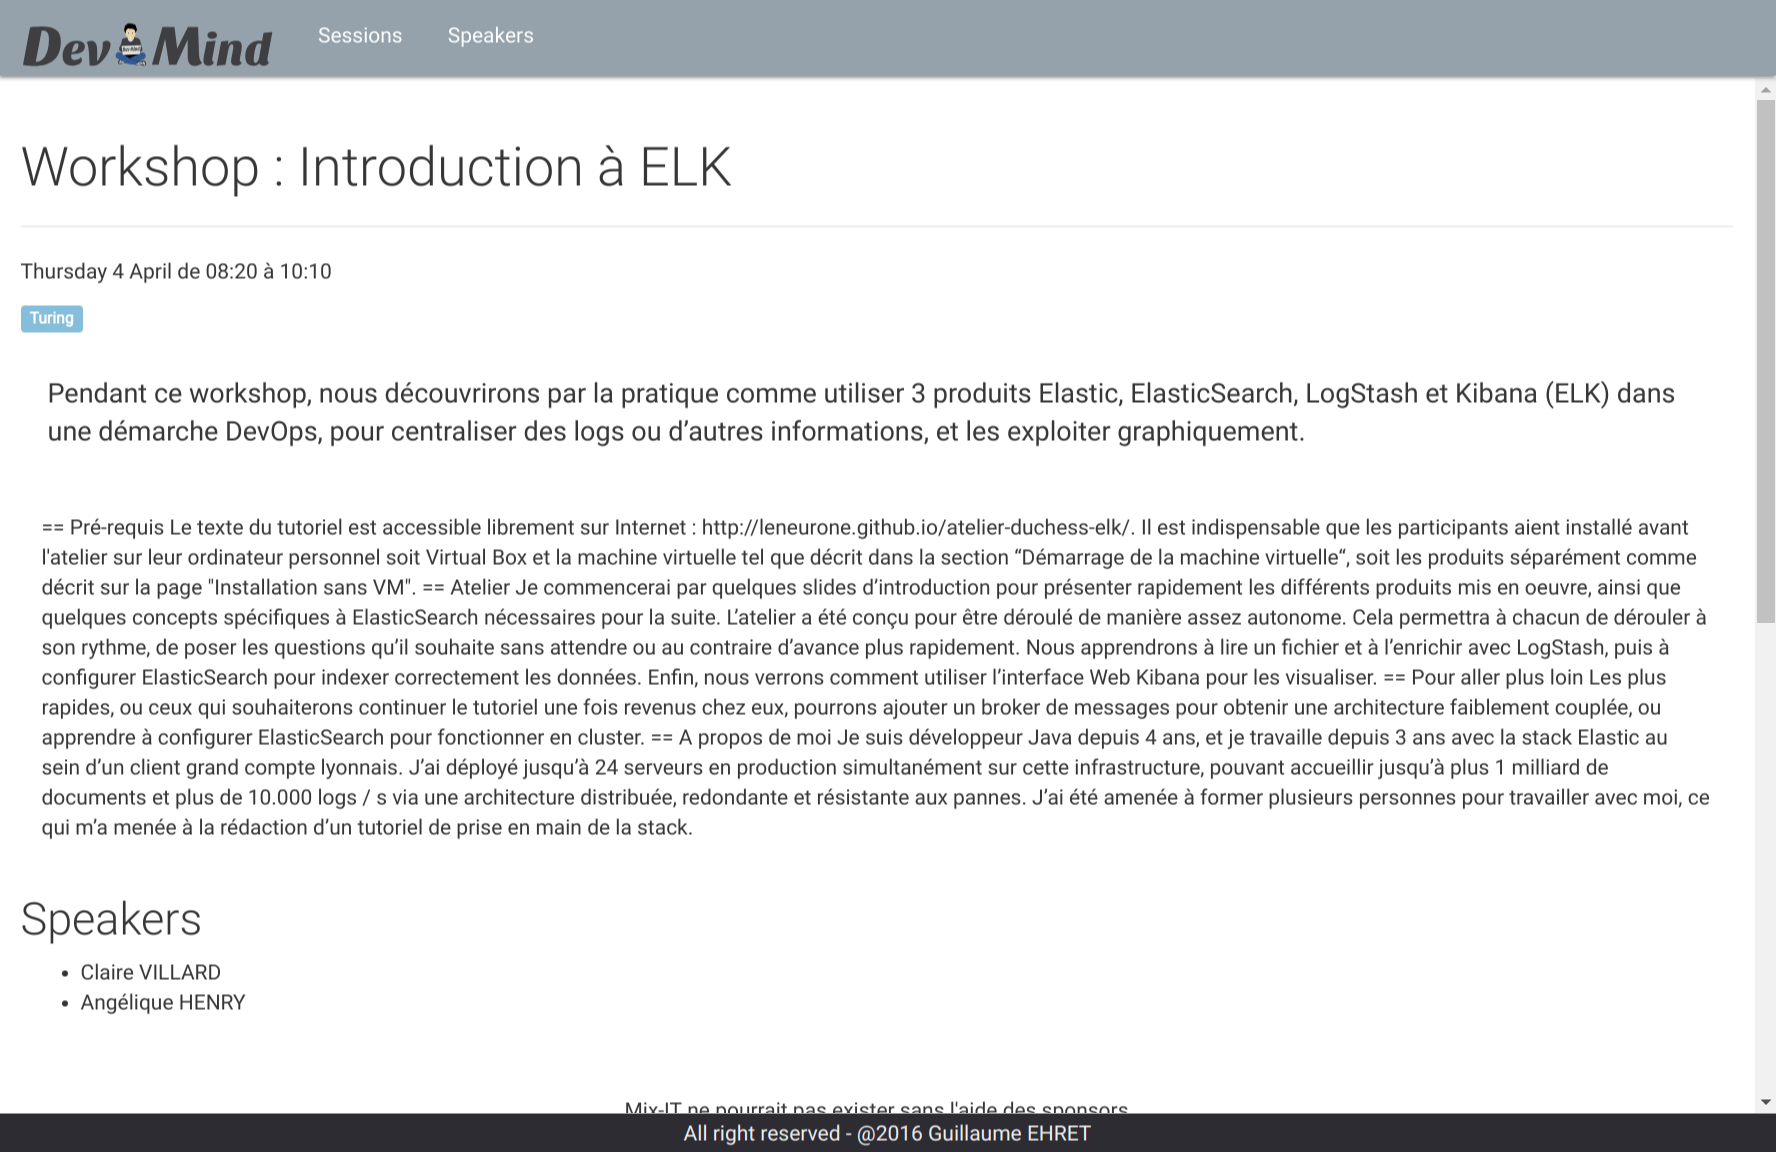 Dev Mind Sessions Speakers
Workshop : Introduction à ELK
Thursday 4 April de 08:20 à 10:10
Turing
Pendant ce workshop, nous découvrirons par la pratique comme utiliser 3 produits Elastic, ElasticSearch, LogStash et Kibana (ELK) dans
une démarche DevOps, pour centraliser des logs ou d’autres informations, et les exploiter graphiquement.
== Pré-requis Le texte du tutoriel est accessible librement sur Internet : http://leneurone.github.io/atelier-duchess-elk/. Il est indispensable que les participants aient installé avant
l'atelier sur leur ordinateur personnel soit Virtual Box et la machine virtuelle tel que décrit dans la section “Démarrage de la machine virtuelle“, soit les produits séparément comme
décrit sur la page "Installation sans VM". == Atelier Je commencerai par quelques slides d’introduction pour présenter rapidement les différents produits mis en oeuvre, ainsi que
quelques concepts spécifiques à ElasticSearch nécessaires pour la suite. L’atelier a été conçu pour être déroulé de manière assez autonome. Cela permettra à chacun de dérouler à
son rythme, de poser les questions qu’il souhaite sans attendre ou au contraire d’avance plus rapidement. Nous apprendrons à lire un fichier et à l’enrichir avec LogStash, puis à
configurer ElasticSearch pour indexer correctement les données. Enfin, nous verrons comment utiliser l’interface Web Kibana pour les visualiser. == Pour aller plus loin Les plus
rapides, ou ceux qui souhaiterons continuer le tutoriel une fois revenus chez eux, pourrons ajouter un broker de messages pour obtenir une architecture faiblement couplée, ou
apprendre à configurer ElasticSearch pour fonctionner en cluster. == A propos de moi Je suis développeur Java depuis 4 ans, et je travaille depuis 3 ans avec la stack Elastic au
sein d’un client grand compte lyonnais. J’ai déployé jusqu’à 24 serveurs en production simultanément sur cette infrastructure, pouvant accueillir jusqu’à plus 1 milliard de
documents et plus de 10.000 logs / s via une architecture distribuée, redondante et résistante aux pannes. J’ai été amenée à former plusieurs personnes pour travailler avec moi, ce
qui m’a menée à la rédaction d’un tutoriel de prise en main de la stack.
Speakers
• Claire VILLARD
• Angélique HENRY
Mix-IT ne pourrait pas exister sans l'aide des sponsors
All right reserved - @2016 Guillaume EHRET